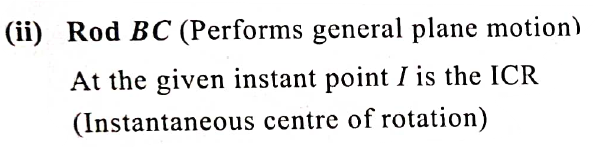 (ii) Rod BC (Performs general plane motion)
At the given instant point I is the ICR
(Instantaneous centre of rotation)